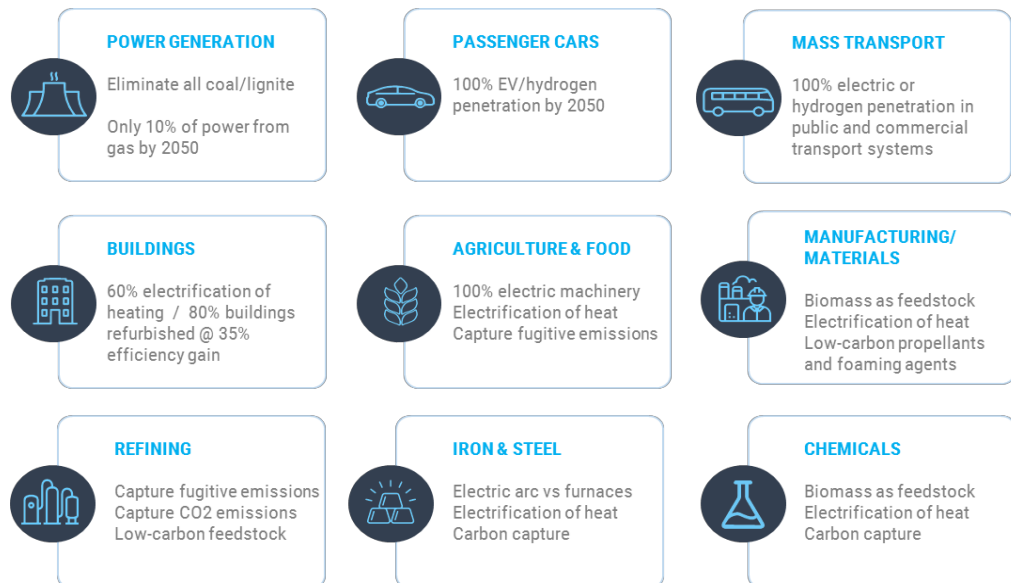 POWER GENERATION
Eliminate all coal/lignite
Only 10% of power from
gas by 2050
PASSENGER CARS
100% EV/hydrogen
penetration by 2050
MASS TRANSPORT
100% electric or
hydrogen penetration in
public and commercial
transport systems
BUILDINGS
60% electrification of
heating / 80% buildings
refurbished @ 35%
efficiency gain
AGRICULTURE & FOOD
100% electric machinery
Electrification of heat
Capture fugitive emissions
MANUFACTURING/
MATERIALS
Biomass as feedstock
Electrification of heat
Low-carbon propellants
and foaming agents
REFINING
Capture fugitive emissions
Capture CO2 emissions
Low-carbon feedstock
IRON & STEEL
Electric arc vs furnaces
Electrification of heat
Carbon capture
CHEMICALS
Biomass as feedstock
Electrification of heat
Carbon capture